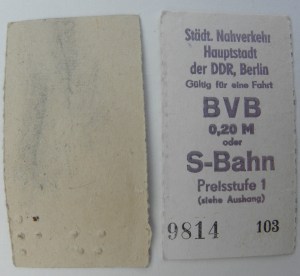 Städt. Nahverkehr
Hauptstadt
der DDR, Berlin
Gültig für eine Fahrt
BVB
0,20 M
oder
S-Bahn
Preisstufe 1
(siehe Aushang)
9814 103